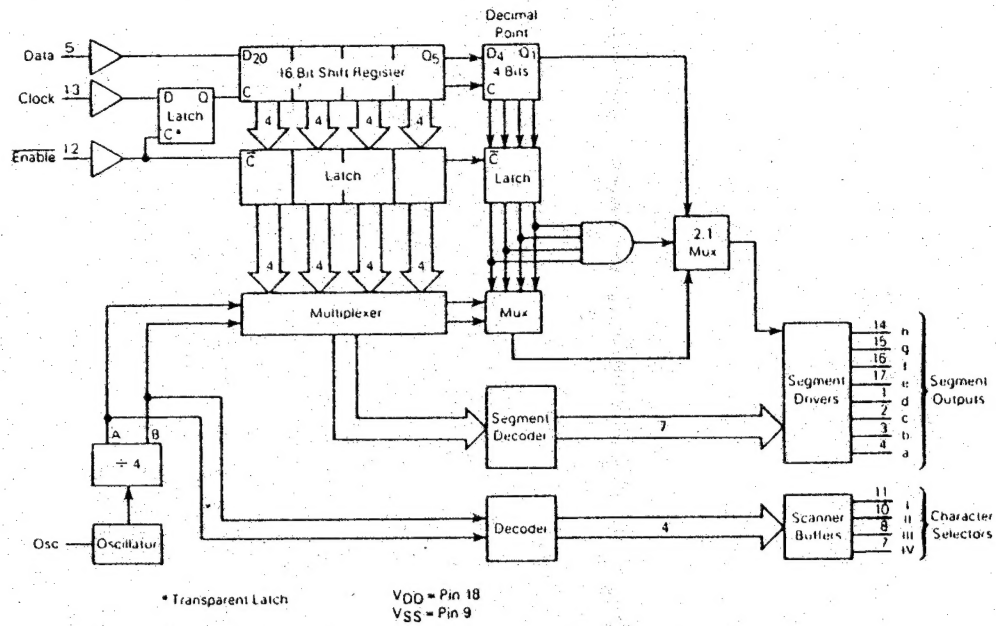 Decimal
Point
Data 5
D20 Q5
16 Bit Shift Register
C
D4 Q1
4 Bits
C
Clock 13
D Q
Latch
C*
4 4 4 4
Enable 12
C
Latch
C
Latch
4 4 4 4
2.1
Mux
Multiplexer
Mux
Segment
Decoder
7
Segment
Drivers
14 h
15 g
16 f
17 e
1 d
2 c
3 b
4 a
Segment
Outputs
A B
÷ 4
Osc
Oscillator
Decoder
4
Scanner
Buffers
11 I
10 II
8 III
7 IV
Character
Selectors
* Transparent Latch
VDD = Pin 18
VSS = Pin 9